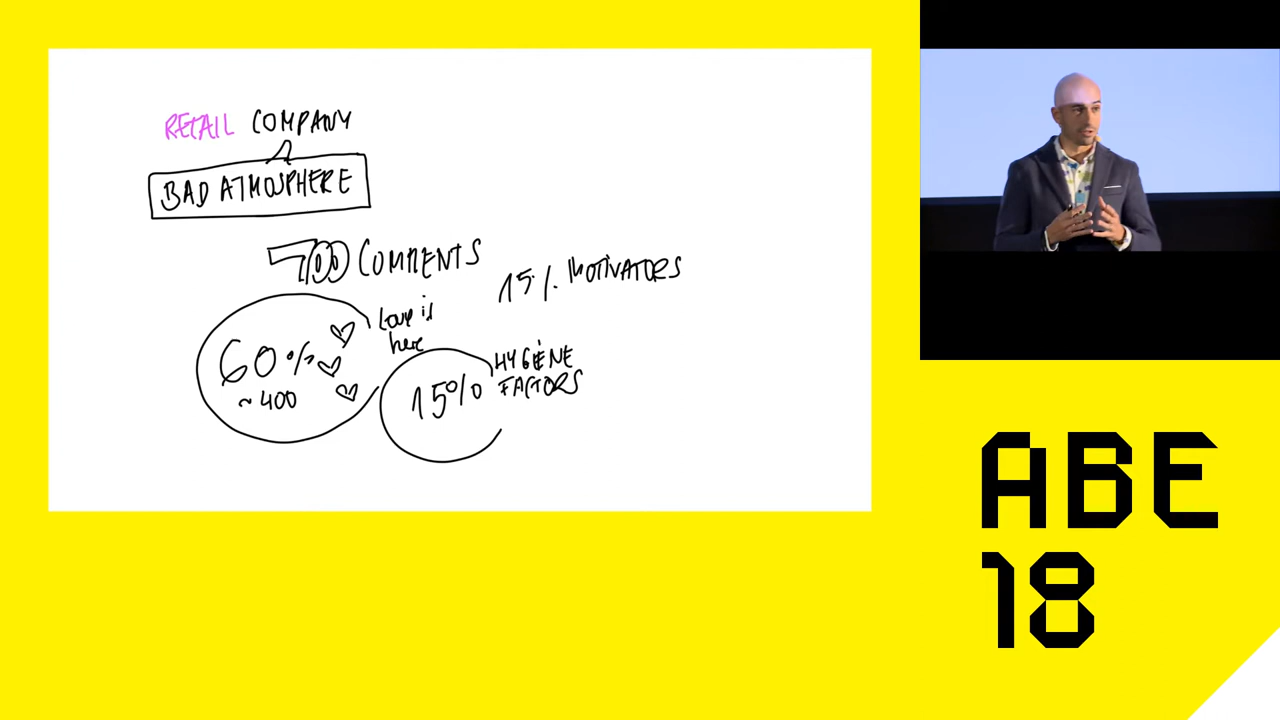 RETAIL COMPANY
BAD ATMOSPHERE
700 COMMENTS
15% MOTIVATORS
60%
~400
Love is
here
15%
HYGIENE
FACTORS
ABE
18